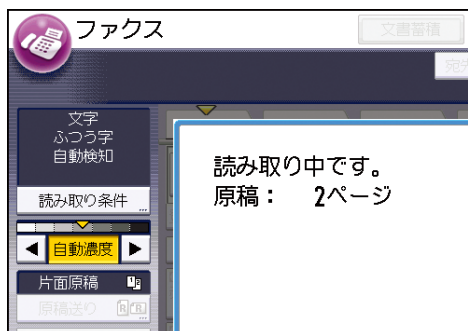 ファクス
文書蓄積
宛先
文字
ふつう字
自動検知
読み取り条件
自動濃度
片面原稿
原稿送り
読み取り中です。
原稿： 2ページ